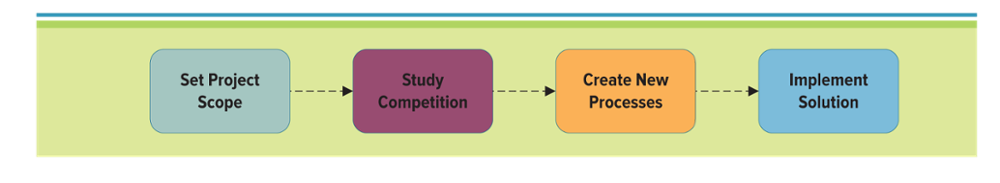 Set Project
Scope
Study
Competition
Create New
Processes
Implement
Solution